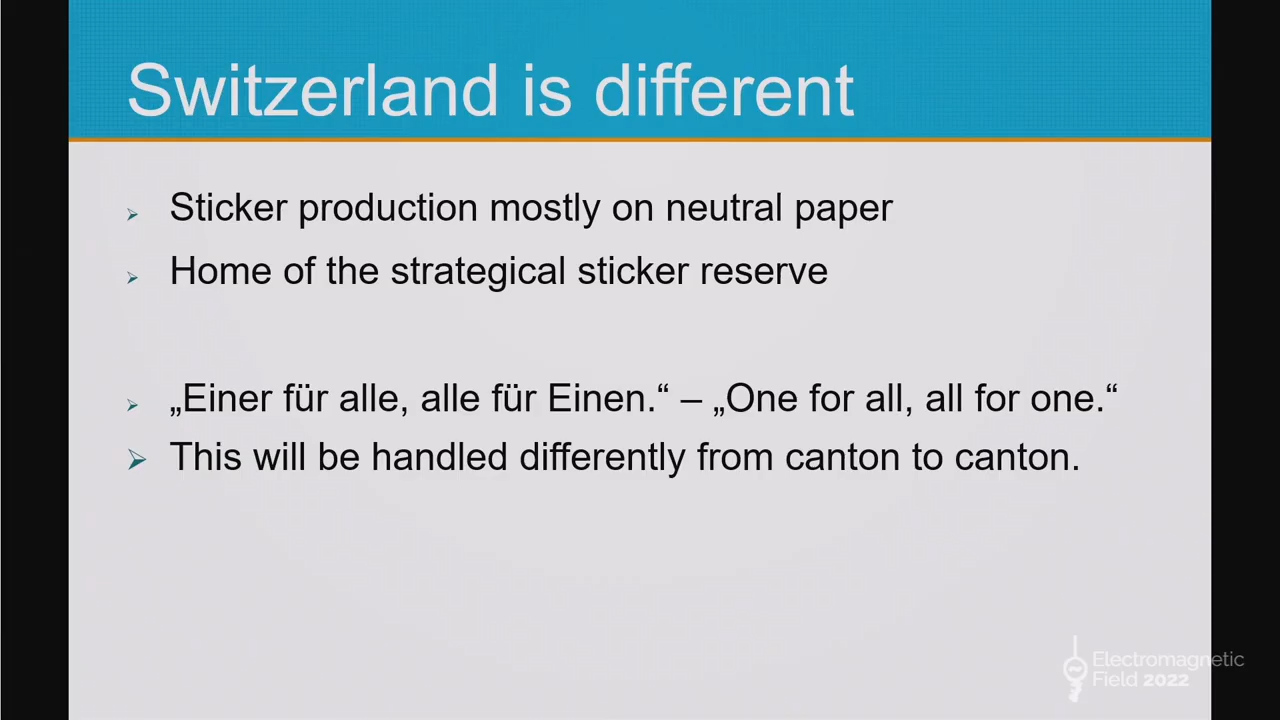 Switzerland is different
Sticker production mostly on neutral paper
Home of the strategical sticker reserve
„Einer für alle, alle für Einen.“ – „One for all, all for one.“
This will be handled differently from canton to canton.
Electromagnetic
Field 2022